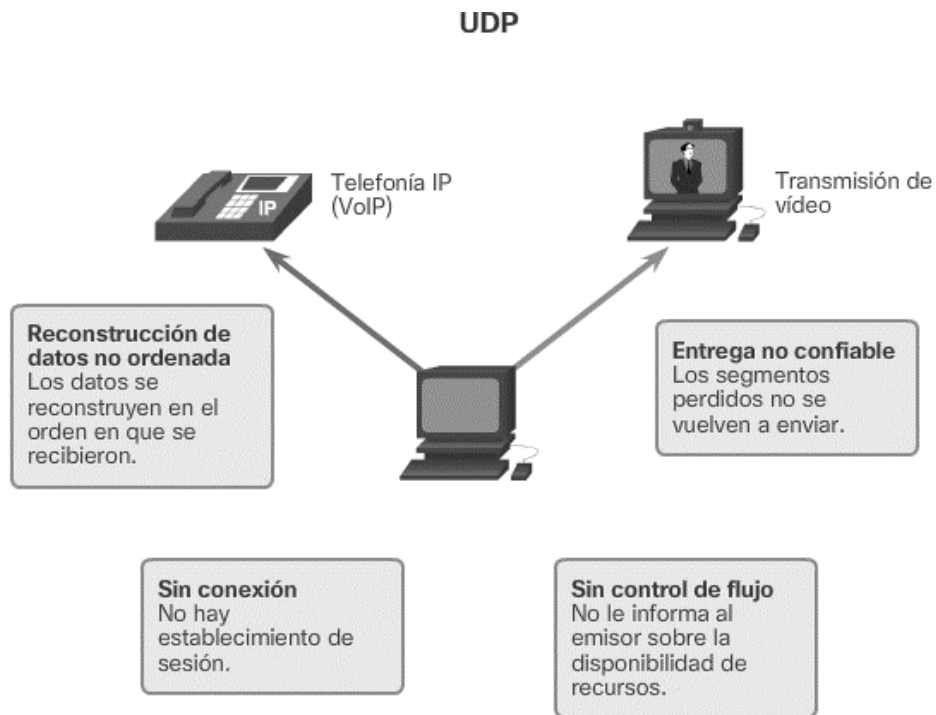 UDP
Telefonía IP
(VoIP)
IP
Transmisión de
vídeo
Reconstrucción de
datos no ordenada
Los datos se
reconstruyen en el
orden en que se
recibieron.
Entrega no confiable
Los segmentos
perdidos no se
vuelven a enviar.
Sin conexión
No hay
establecimiento de
sesión.
Sin control de flujo
No le informa al
emisor sobre la
disponibilidad de
recursos.